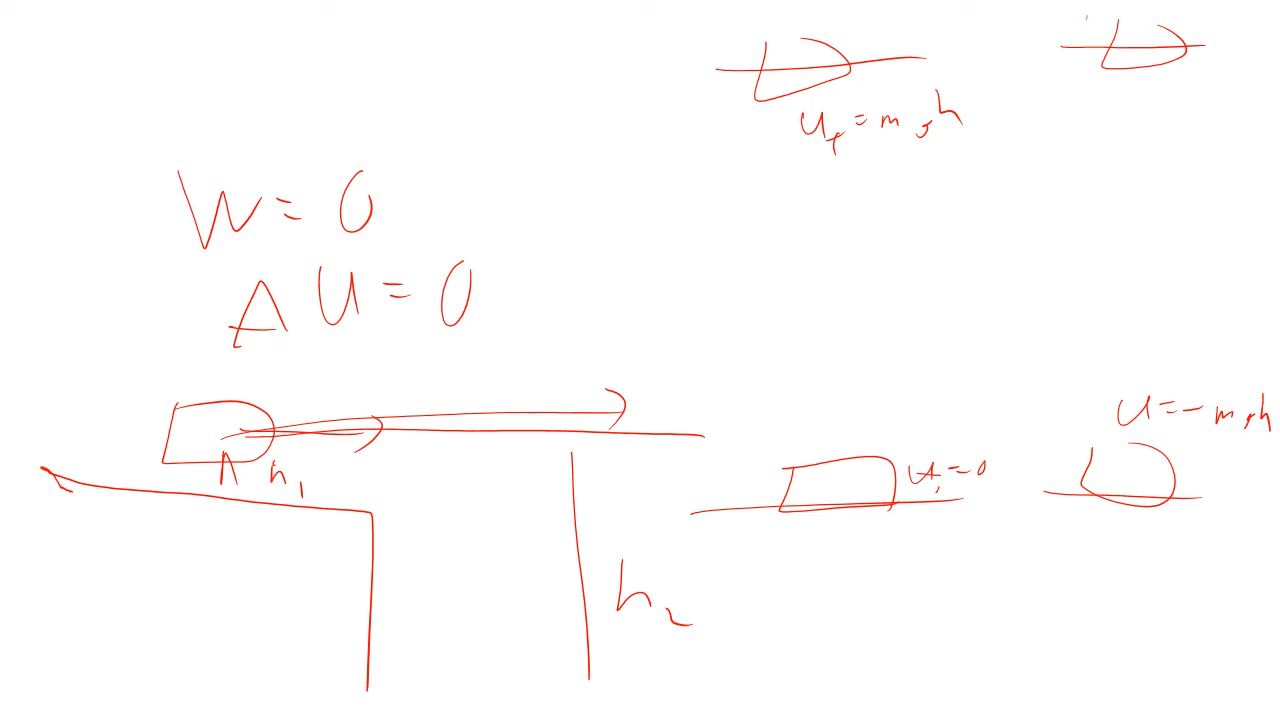 U_f = mgh
W = 0
ΔU = 0
U = -mgh
h_1
U_i = 0
h_2